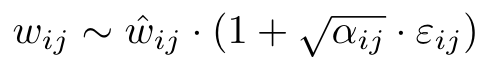 $w_{ij} \sim \hat{w}_{ij} \cdot (1 + \sqrt{\alpha_{ij}} \cdot \varepsilon_{ij})$